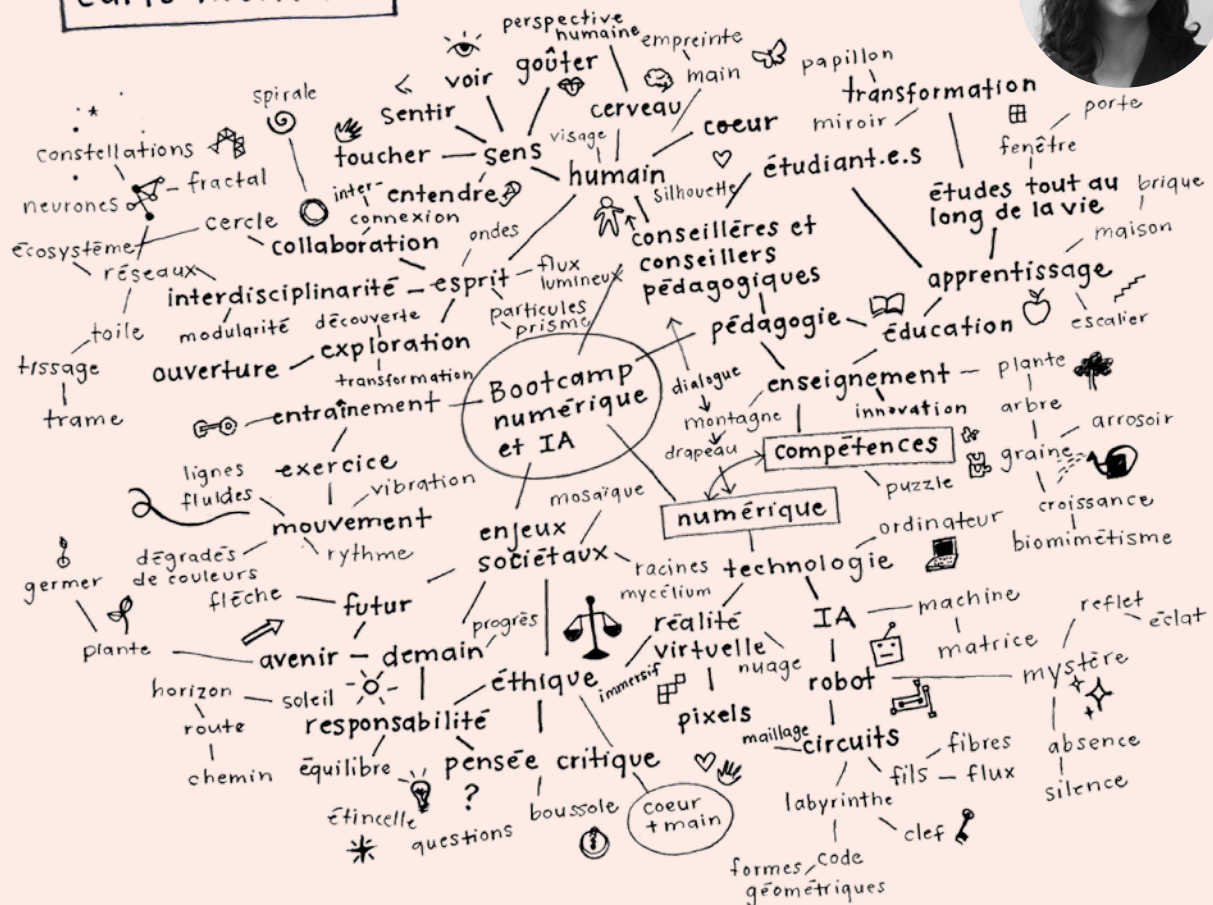 perspective
humaine
empreinte
main
papillon
goûter
voir
sentir
toucher
sens
visage
cerveau
coeur
humain
silhouette
entendre
inter-
connexion
spirale
constellations
fractal
neurones
cercle
écosystème
réseaux
collaboration
ondes
interdisciplinarité
esprit
flux
lumineux
particules
prisme
modularité
découverte
toile
tissage
trame
ouverture
exploration
transformation
entraînement
transformation
miroir
porte
fenêtre
étudiant.e.s
études tout au
long de la vie
brique
maison
conseillères et
conseillers
pédagogiques
apprentissage
escalier
pédagogie
éducation
Bootcamp
numérique
et IA
dialogue
montagne
drapeau
enseignement
innovation
plante
arbre
arrosoir
graine
croissance
biomimétisme
compétences
puzzle
numérique
lignes
fluides
exercice
vibration
mouvement
rythme
dégradés
de couleurs
germer
plante
flèche
futur
avenir
demain
progrès
horizon
soleil
route
chemin
mosaïque
enjeux
sociétaux
racines
mycélium
technologie
ordinateur
réalité
virtuelle
immersif
nuage
pixels
IA
machine
matrice
robot
reflet
éclat
mystère
absence
silence
éthique
responsabilité
équilibre
pensée critique
étincelle
?
questions
boussole
coeur
+ main
maillage
circuits
fibres
fils
flux
labyrinthe
clef
code
formes
géométriques